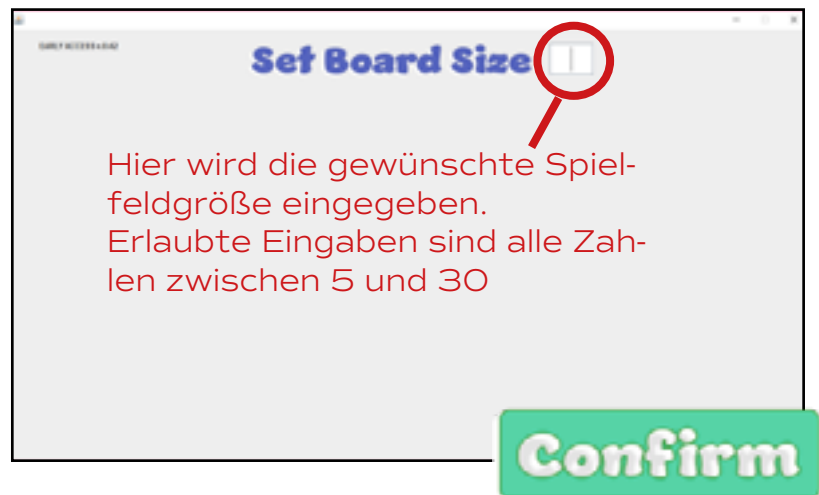 Set Board Size
Hier wird die gewünschte Spiel-
feldgröße eingegeben.
Erlaubte Eingaben sind alle Zah-
len zwischen 5 und 30
Confirm